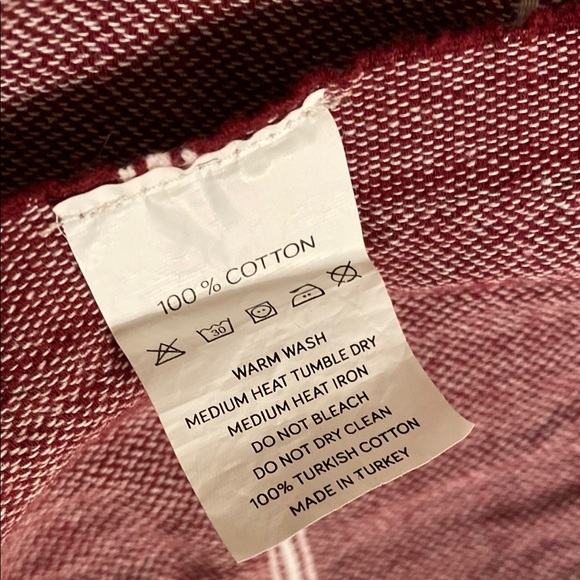 100 % COTTON
30
WARM WASH
MEDIUM HEAT TUMBLE DRY
MEDIUM HEAT IRON
DO NOT BLEACH
DO NOT DRY CLEAN
100% TURKISH COTTON
MADE IN TURKEY